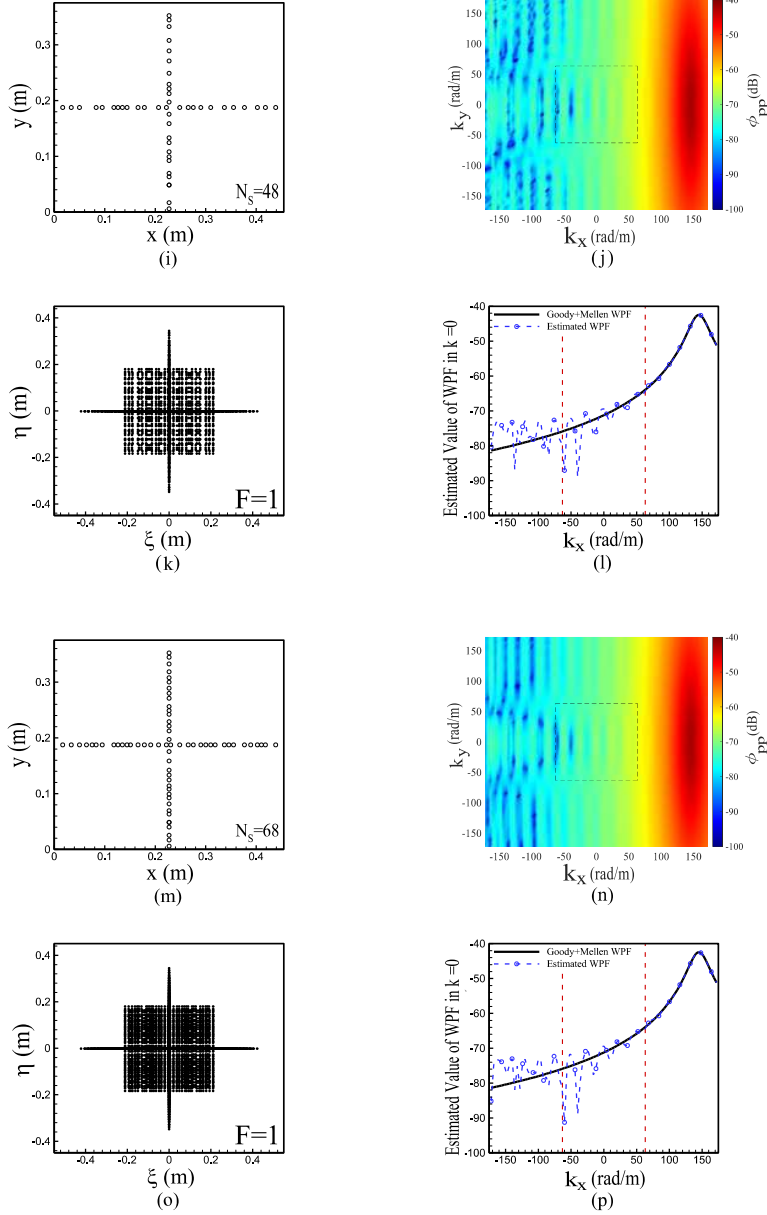 0.3
0.2
0.1
0
y (m)
N_S=48
0 0.1 0.2 0.3 0.4
x (m)
(i)
150
100
50
0
-50
-100
-150
k_y (rad/m)
-150 -100 -50 0 50 100 150
k_x (rad/m)
(j)
-40
-50
-60
-70
-80
-90
-100
ϕ_pp (dB)
0.4
0.2
0
-0.2
-0.4
η (m)
F=1
-0.4 -0.2 0 0.2 0.4
ξ (m)
(k)
-40
-50
-60
-70
-80
-90
-100
Estimated Value of WPF in k =0
Goody+Mellen WPF
Estimated WPF
-150 -100 -50 0 50 100 150
k_x (rad/m)
(l)
0.3
0.2
0.1
0
y (m)
N_S=68
0 0.1 0.2 0.3 0.4
x (m)
(m)
150
100
50
0
-50
-100
-150
k_y (rad/m)
-150 -100 -50 0 50 100 150
k_x (rad/m)
(n)
-40
-50
-60
-70
-80
-90
-100
ϕ_pp (dB)
0.4
0.2
0
-0.2
-0.4
η (m)
F=1
-0.4 -0.2 0 0.2 0.4
ξ (m)
(o)
-40
-50
-60
-70
-80
-90
-100
Estimated Value of WPF in k =0
Goody+Mellen WPF
Estimated WPF
-150 -100 -50 0 50 100 150
k_x (rad/m)
(p)